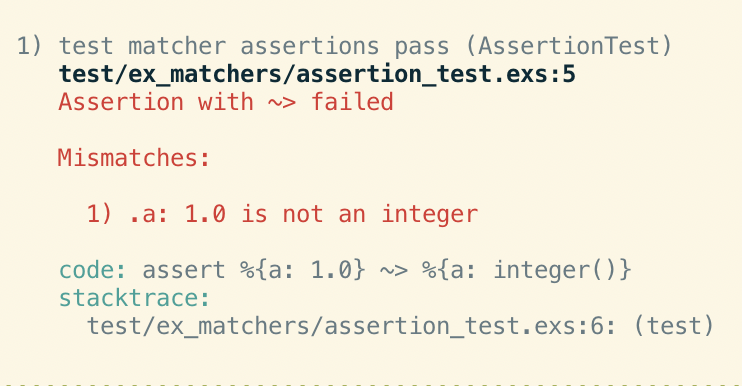 1) test matcher assertions pass (AssertionTest)
test/ex_matchers/assertion_test.exs:5
Assertion with ~> failed
Mismatches:
1) .a: 1.0 is not an integer
code: assert %{a: 1.0} ~> %{a: integer()}
stacktrace:
test/ex_matchers/assertion_test.exs:6: (test)